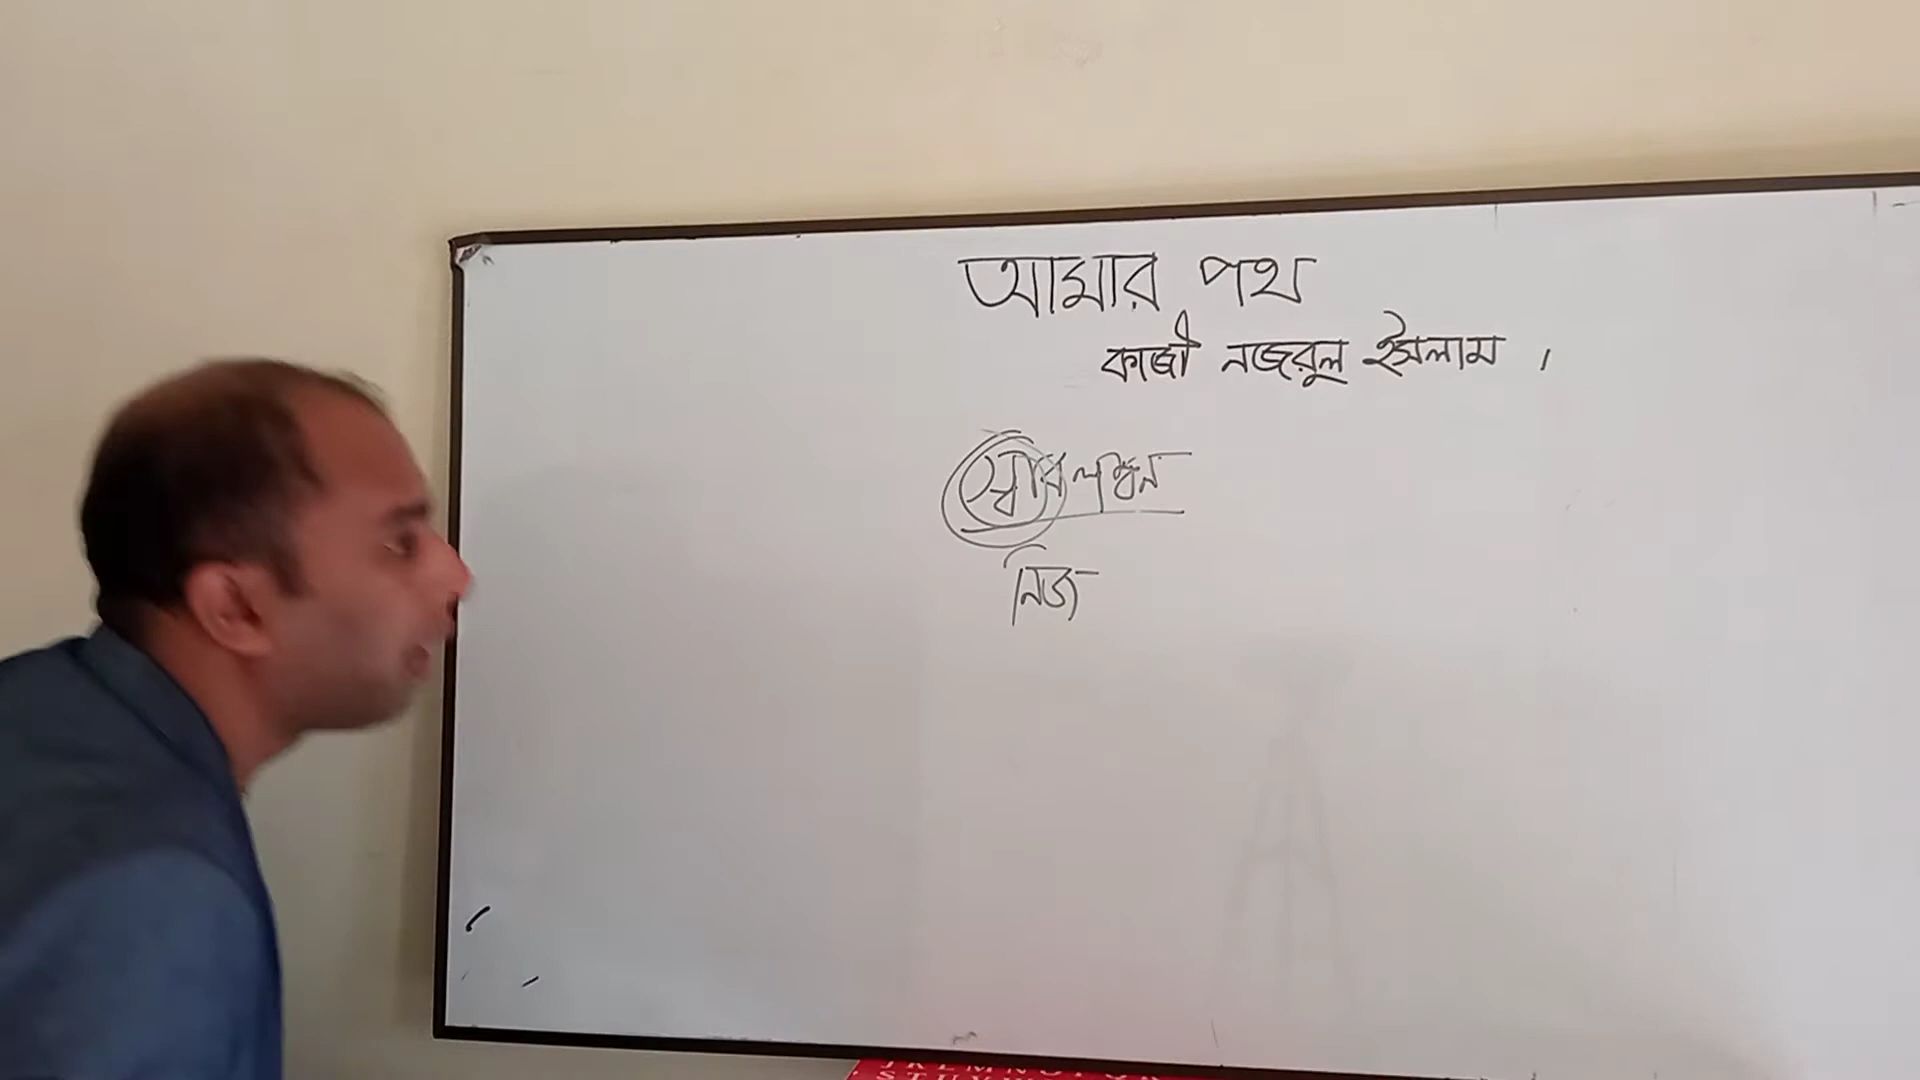 আমার পথ
কাজী নজরুল ইসলাম ।
স্বাবলম্বন
নিজ